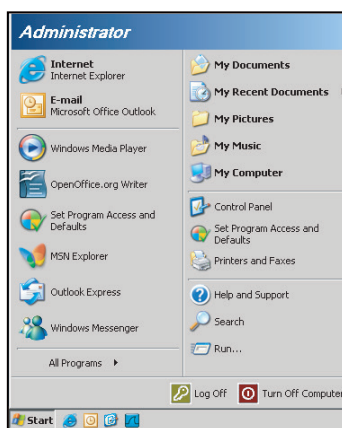 Administrator
Internet
Internet Explorer
E-mail
Microsoft Office Outlook
Windows Media Player
OpenOffice.org Writer
Set Program Access and
Defaults
MSN Explorer
Outlook Express
Windows Messenger
All Programs
My Documents
My Recent Documents
My Pictures
My Music
My Computer
Control Panel
Set Program Access and
Defaults
Printers and Faxes
Help and Support
Search
Run...
Log Off
Turn Off Computer
Start